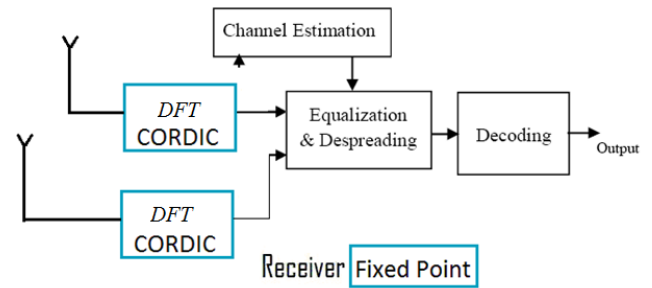 Channel Estimation
DFT
CORDIC
Equalization
& Despreading
Decoding
Output
DFT
CORDIC
Receiver Fixed Point